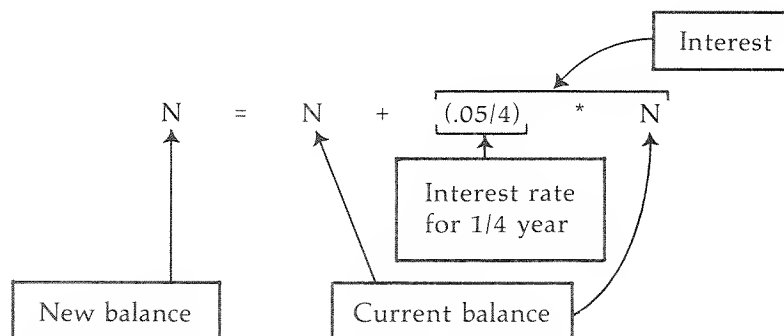 Interest
N = N + (.05/4) * N
Interest rate
for 1/4 year
New balance
Current balance